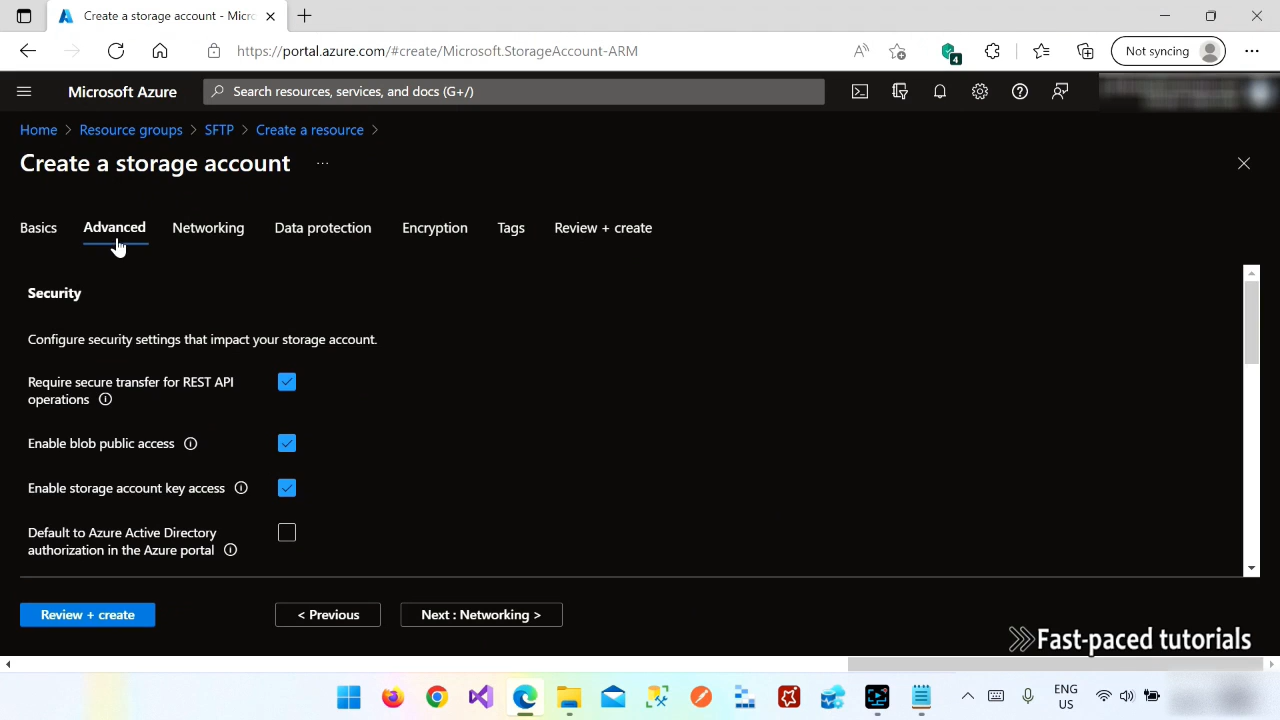 Create a storage account - Micr
https://portal.azure.com/#create/Microsoft.StorageAccount-ARM
4
Not syncing
Microsoft Azure
Search resources, services, and docs (G+/)
Home > Resource groups > SFTP > Create a resource >
Create a storage account ...
Basics Advanced Networking Data protection Encryption Tags Review + create
Security
Configure security settings that impact your storage account.
Require secure transfer for REST API
operations
Enable blob public access
Enable storage account key access
Default to Azure Active Directory
authorization in the Azure portal
Review + create < Previous Next : Networking >
Fast-paced tutorials
ENG
US